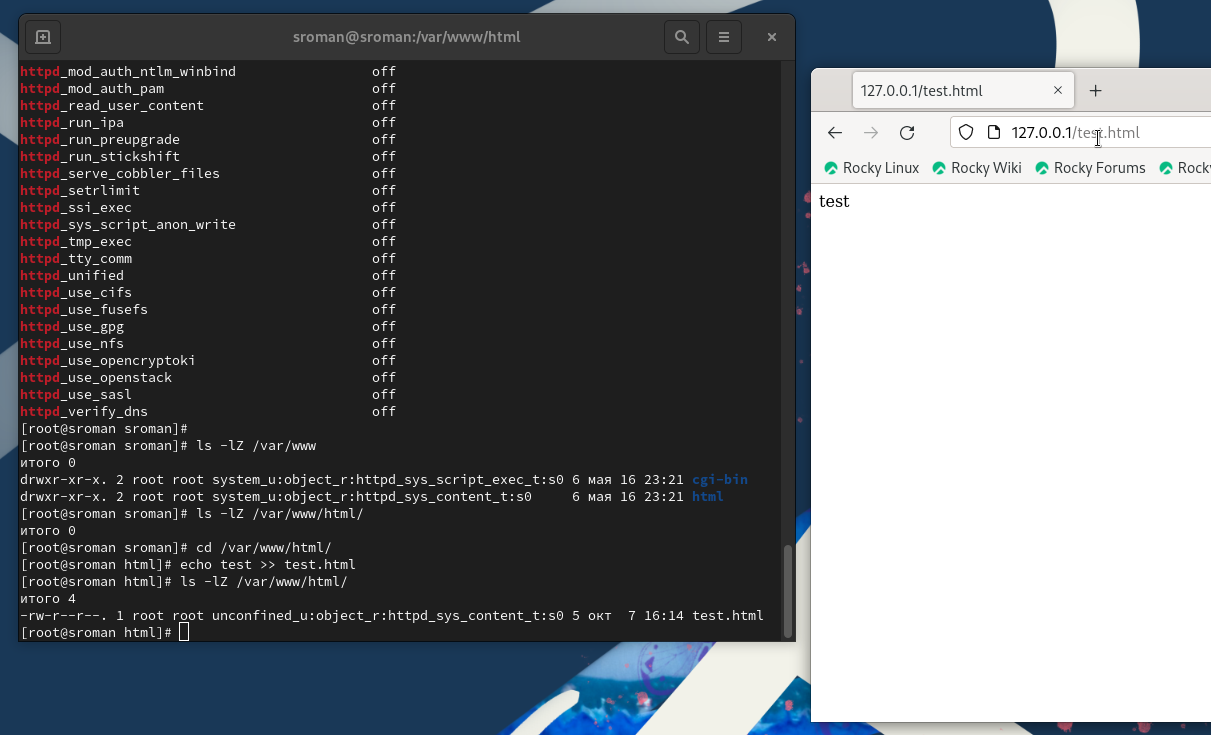 sroman@sroman:/var/www/html
httpd_mod_auth_ntlm_winbind off
httpd_mod_auth_pam off
httpd_read_user_content off
httpd_run_ipa off
httpd_run_preupgrade off
httpd_run_stickshift off
httpd_serve_cobbler_files off
httpd_setrlimit off
httpd_ssi_exec off
httpd_sys_script_anon_write off
httpd_tmp_exec off
httpd_tty_comm off
httpd_unified off
httpd_use_cifs off
httpd_use_fusefs off
httpd_use_gpg off
httpd_use_nfs off
httpd_use_opencryptoki off
httpd_use_openstack off
httpd_use_sasl off
httpd_verify_dns off
[root@sroman sroman]#
[root@sroman sroman]# ls -lZ /var/www
итого 0
drwxr-xr-x. 2 root root system_u:object_r:httpd_sys_script_exec_t:s0 6 мая 16 23:21 cgi-bin
drwxr-xr-x. 2 root root system_u:object_r:httpd_sys_content_t:s0 6 мая 16 23:21 html
[root@sroman sroman]# ls -lZ /var/www/html/
итого 0
[root@sroman sroman]# cd /var/www/html/
[root@sroman html]# echo test >> test.html
[root@sroman html]# ls -lZ /var/www/html/
итого 4
-rw-r--r--. 1 root root unconfined_u:object_r:httpd_sys_content_t:s0 5 окт 7 16:14 test.html
[root@sroman html]#
127.0.0.1/test.html
127.0.0.1/test.html
Rocky Linux Rocky Wiki Rocky Forums Rocky
test